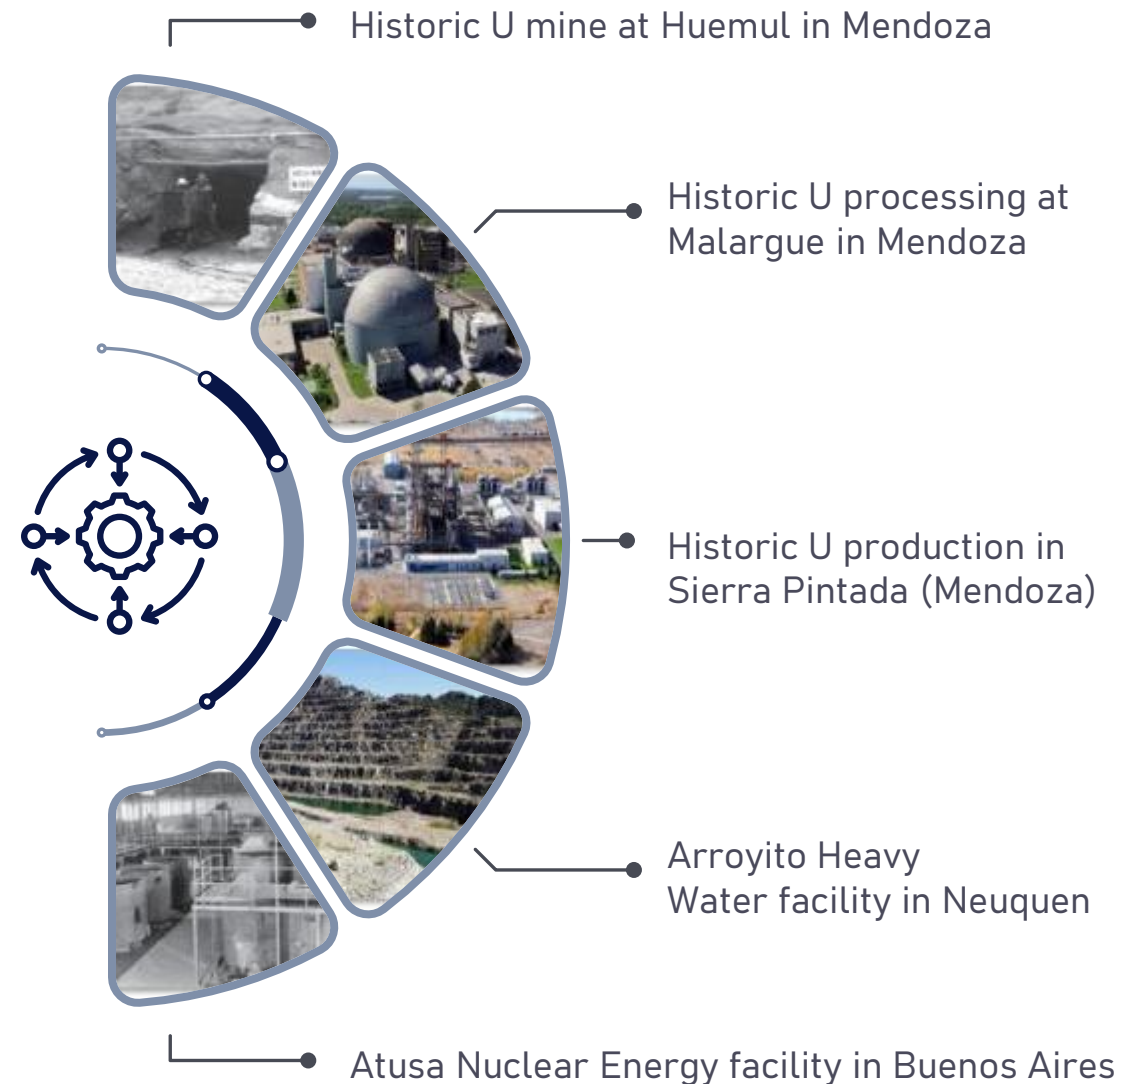 Historic U mine at Huemul in Mendoza
Historic U processing at
Malargue in Mendoza
Historic U production in
Sierra Pintada (Mendoza)
Arroyito Heavy
Water facility in Neuquen
Atusa Nuclear Energy facility in Buenos Aires